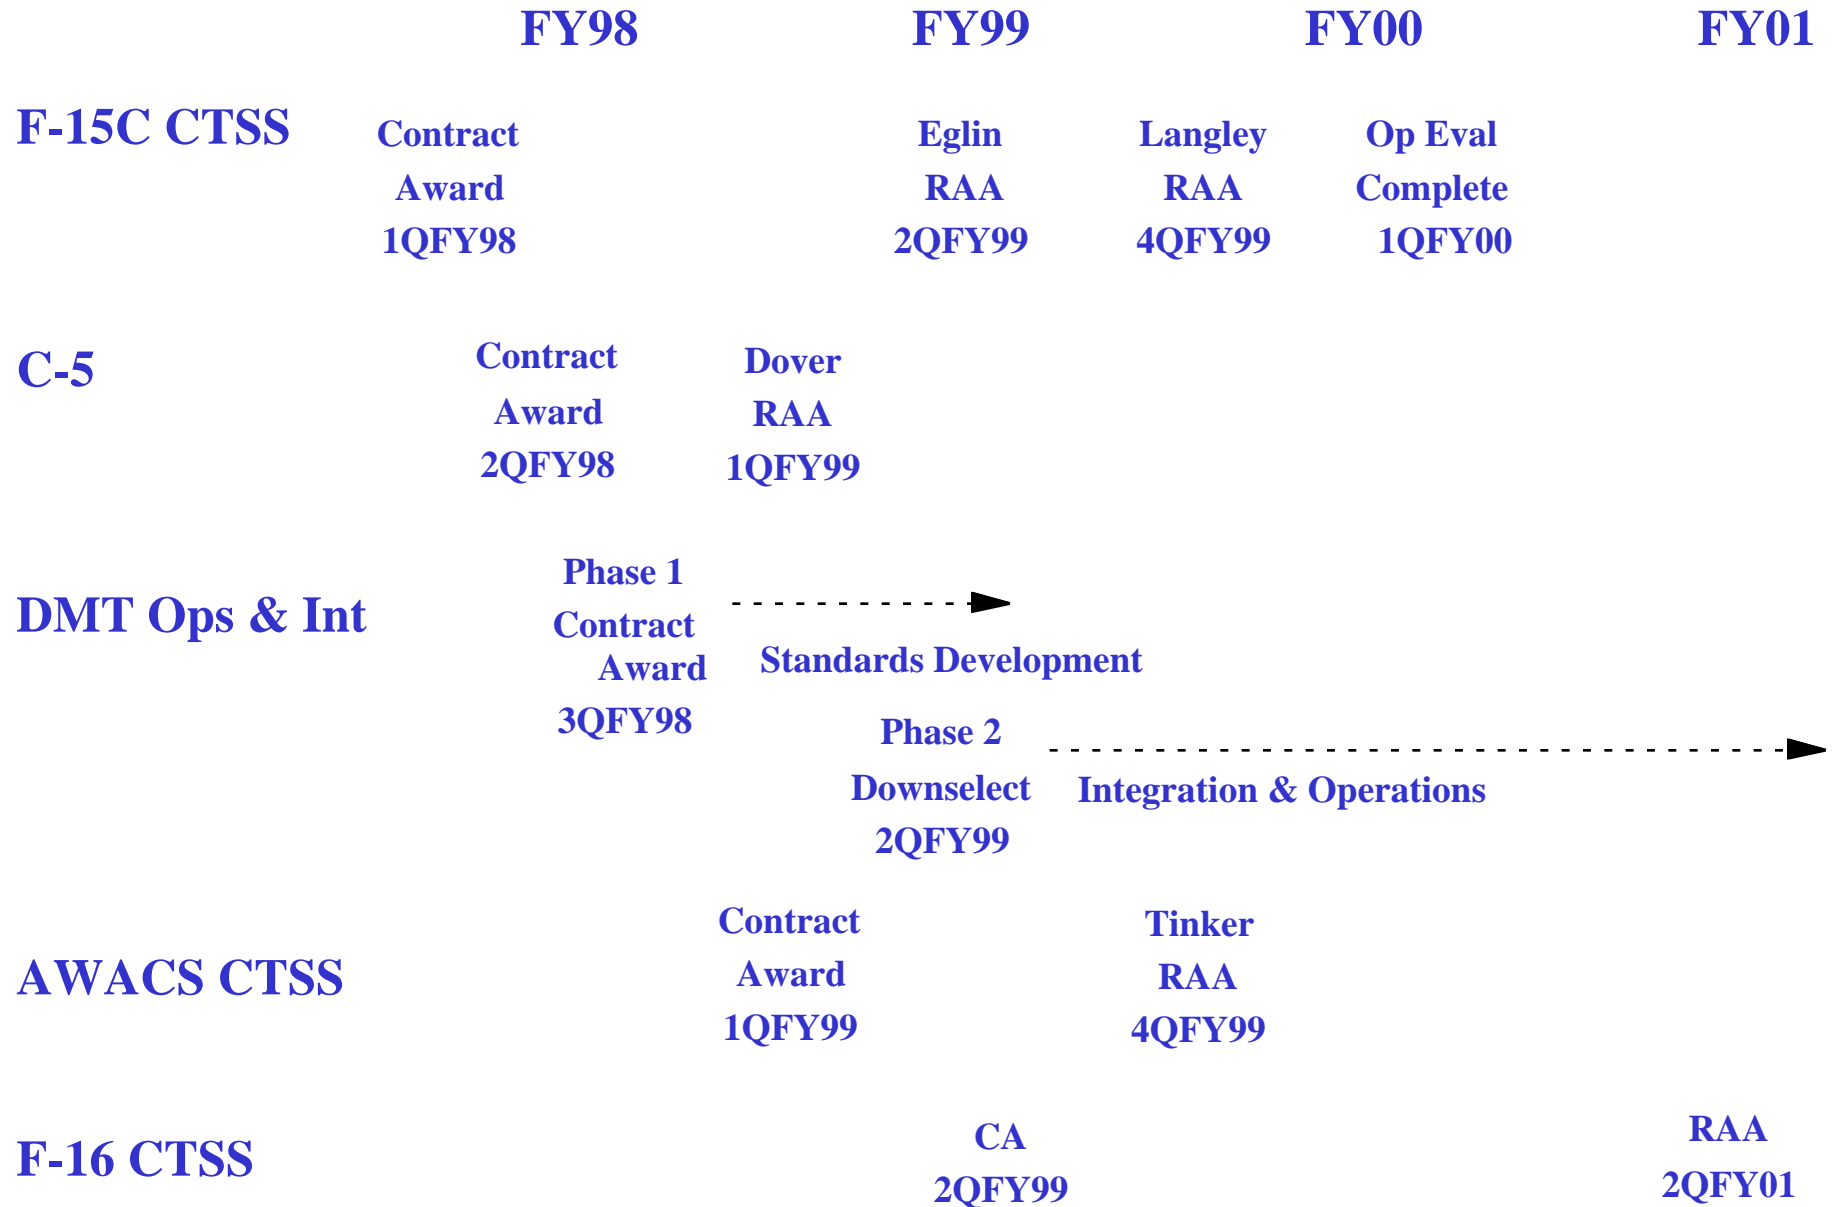 FY98 FY99 FY00 FY01
F-15C CTSS
Contract
Award
1QFY98
Eglin
RAA
2QFY99
Langley
RAA
4QFY99
Op Eval
Complete
1QFY00
C-5
Contract
Award
2QFY98
Dover
RAA
1QFY99
DMT Ops & Int
Phase 1
Contract
Award
3QFY98
Standards Development
Phase 2
Downselect
2QFY99
Integration & Operations
AWACS CTSS
Contract
Award
1QFY99
Tinker
RAA
4QFY99
F-16 CTSS
CA
2QFY99
RAA
2QFY01